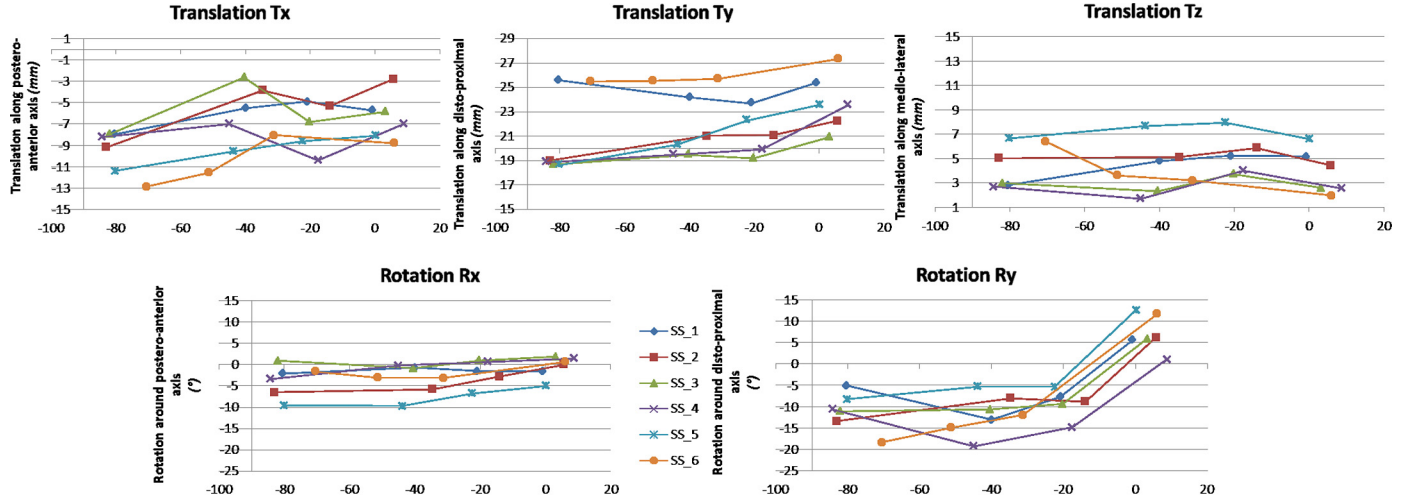 Translation Tx
Translation along postero-
anterior axis (mm)
1
-1
-3
-5
-7
-9
-11
-13
-15
-100 -80 -60 -40 -20 0 20
Translation Ty
Translation along disto-proximal
axis (mm)
29
27
25
23
21
19
17
15
-100 -80 -60 -40 -20 0 20
Translation Tz
Translation along medio-lateral
axis (mm)
15
13
11
9
7
5
3
1
-100 -80 -60 -40 -20 0 20
Rotation Rx
Rotation around postero-anterior
axis
(°)
15
10
5
0
-5
-10
-15
-20
-25
-100 -80 -60 -40 -20 0 20
SS_1
SS_2
SS_3
SS_4
SS_5
SS_6
Rotation Ry
Rotation around disto-proximal
axis
(°)
15
10
5
0
-5
-10
-15
-20
-25
-100 -80 -60 -40 -20 0 20